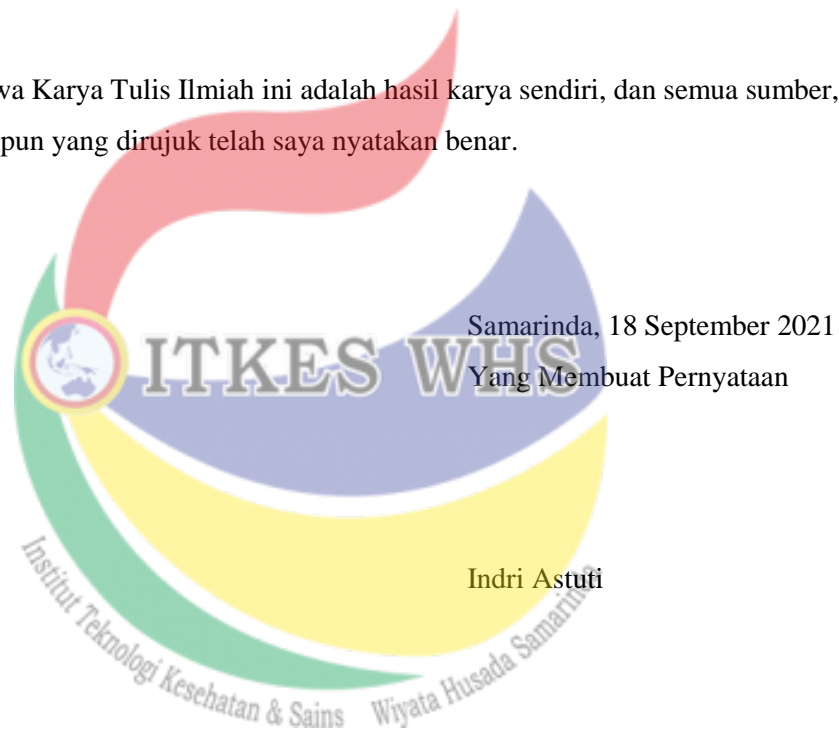 wa Karya Tulis Ilmiah ini adalah hasil karya sendiri, dan semua sumber,
pun yang dirujuk telah saya nyatakan benar.
Samarinda, 18 September 2021
ITKES WHS
Yang Membuat Pernyataan
Indri Astuti
Institut Teknologi Kesehatan & Sains Wiyata Husada Samarinda